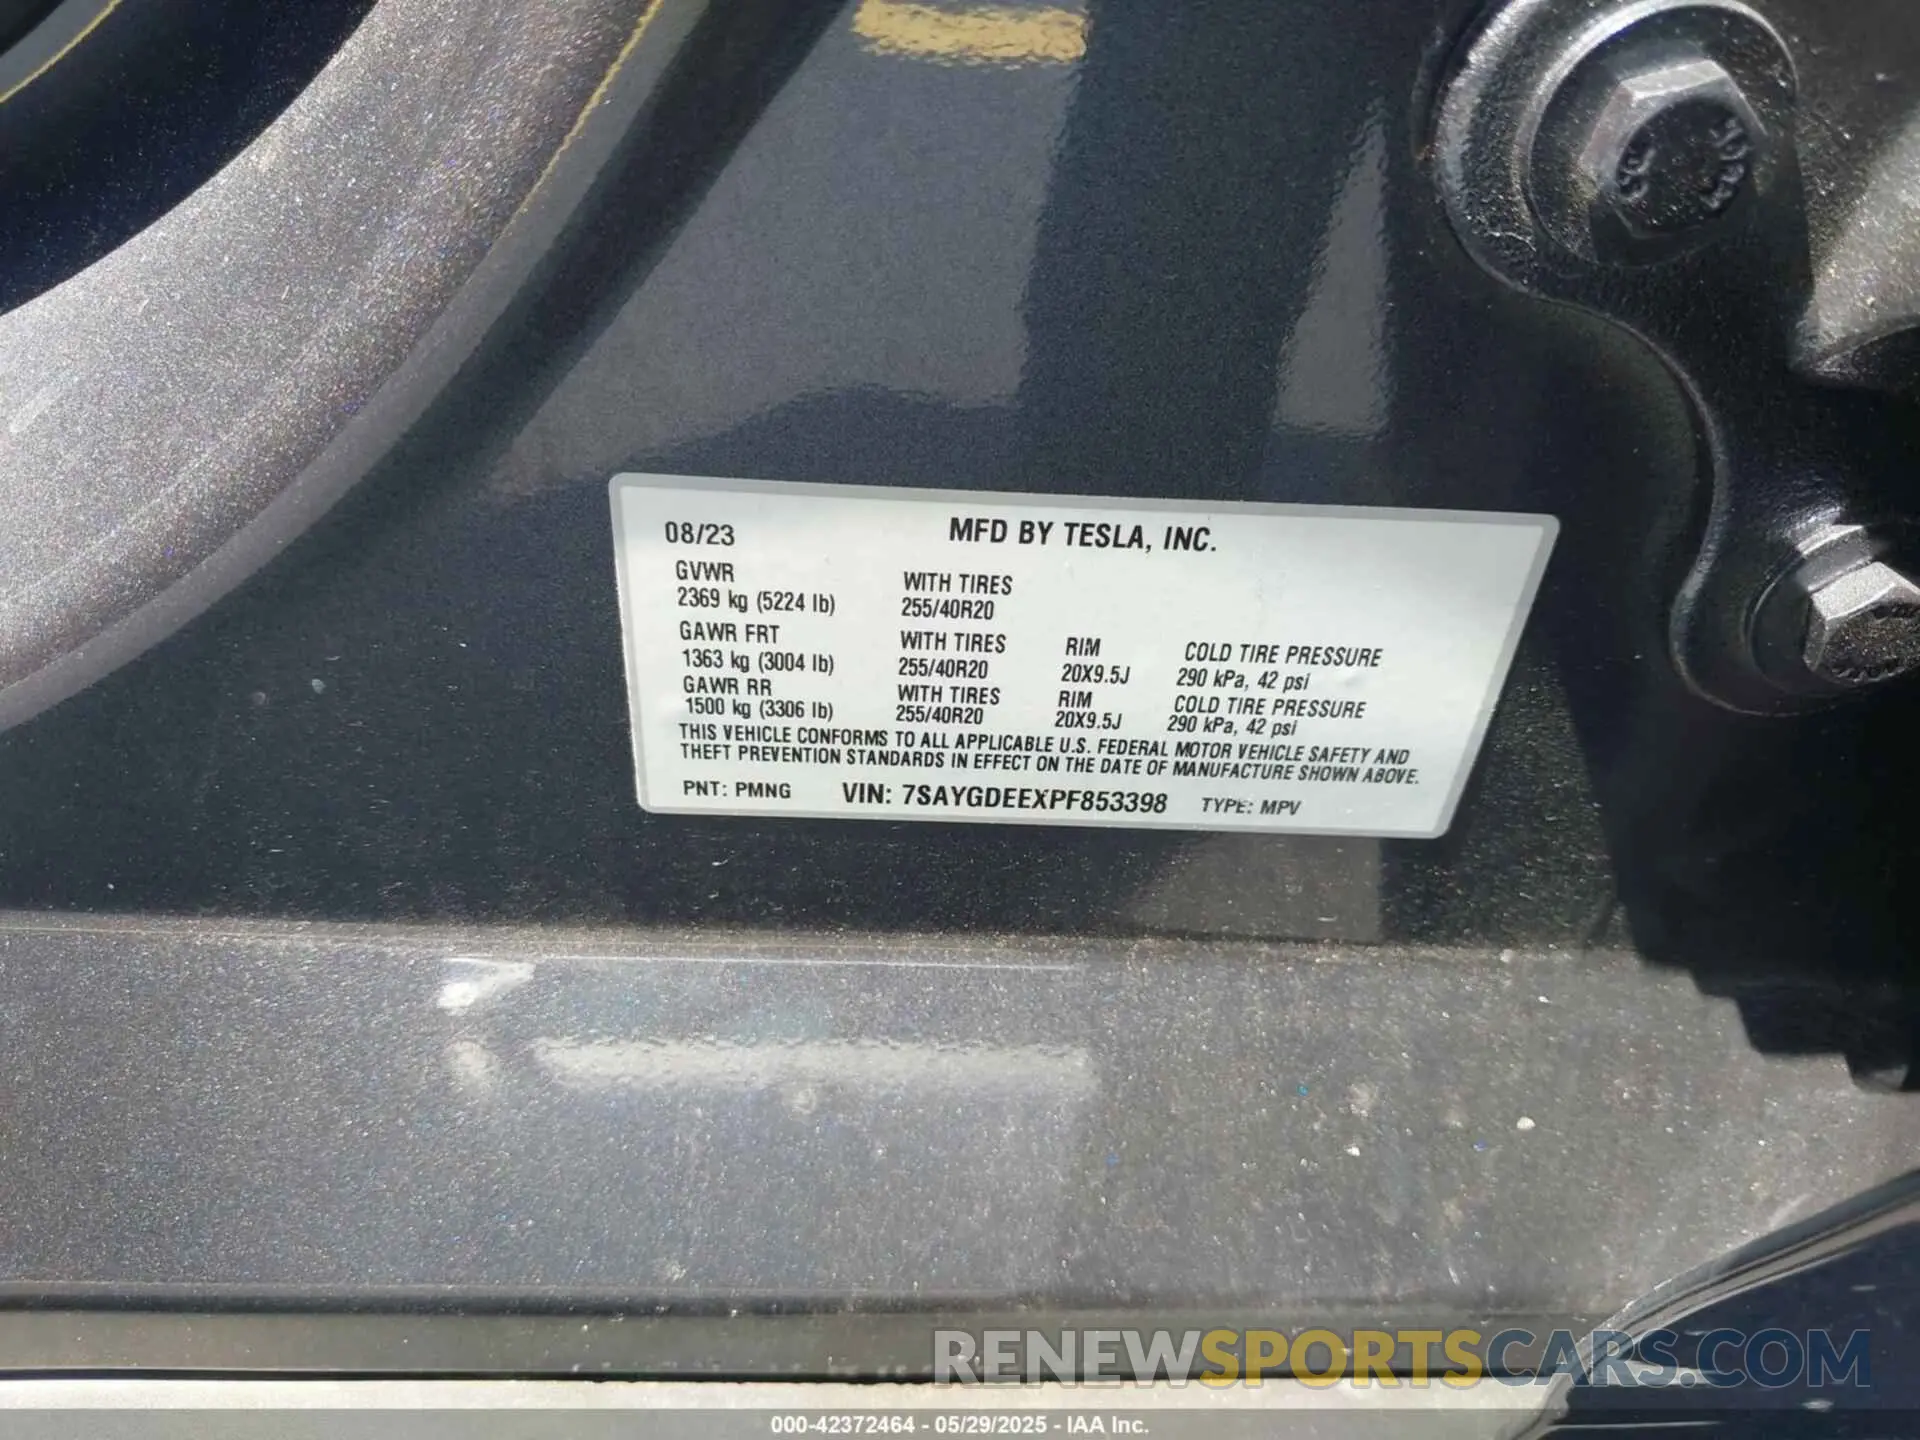 08/23 MFD BY TESLA, INC.
GVWR WITH TIRES
2369 kg (5224 lb) 255/40R20
GAWR FRT WITH TIRES RIM COLD TIRE PRESSURE
1363 kg (3004 lb) 255/40R20 20X9.5J 290 kPa, 42 psi
GAWR RR WITH TIRES RIM COLD TIRE PRESSURE
1500 kg (3306 lb) 255/40R20 20X9.5J 290 kPa, 42 psi
THIS VEHICLE CONFORMS TO ALL APPLICABLE U.S. FEDERAL MOTOR VEHICLE SAFETY AND
THEFT PREVENTION STANDARDS IN EFFECT ON THE DATE OF MANUFACTURE SHOWN ABOVE.
PNT: PMNG VIN: 7SAYGDEEXPF853398 TYPE: MPV
RENEWSPORTSCARS.COM
000-42372464 - 05/29/2025 - IAA Inc.